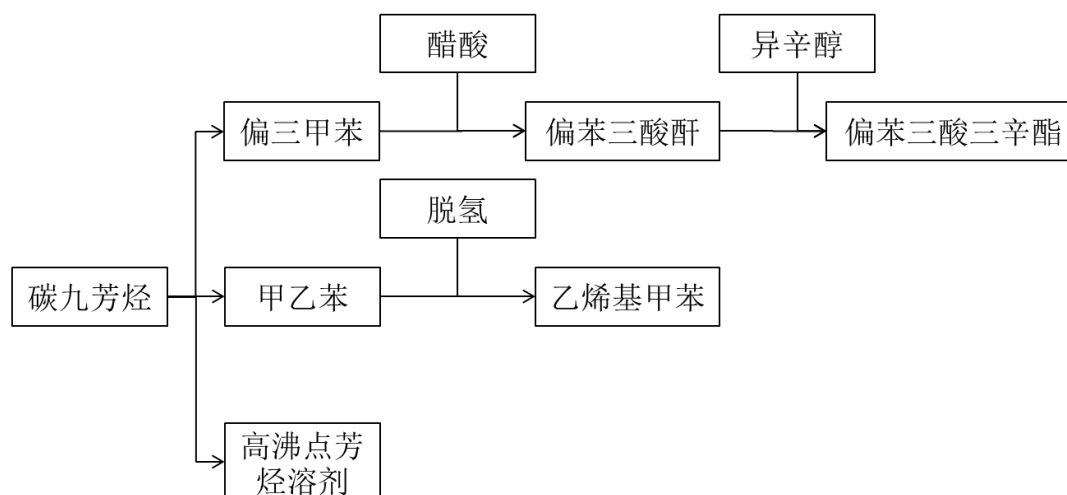 醋酸
异辛醇
偏三甲苯
偏苯三酸酐
偏苯三酸三辛酯
脱氢
碳九芳烃
甲乙苯
乙烯基甲苯
高沸点芳
烃溶剂